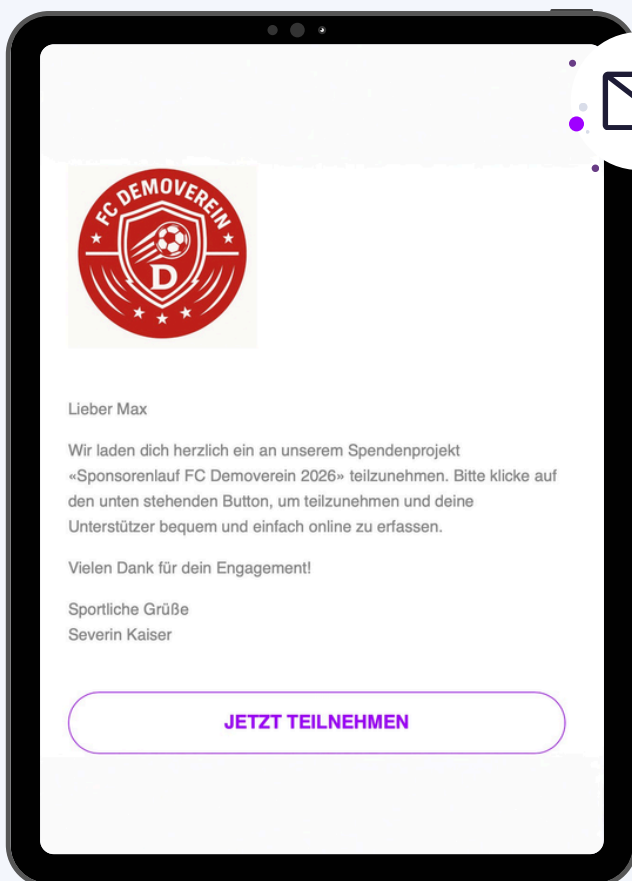 FC DEMOVEREIN
D
Lieber Max
Wir laden dich herzlich ein an unserem Spendenprojekt
«Sponsorenlauf FC Demoverein 2026» teilzunehmen. Bitte klicke auf
den unten stehenden Button, um teilzunehmen und deine
Unterstützer bequem und einfach online zu erfassen.
Vielen Dank für dein Engagement!
Sportliche Grüße
Severin Kaiser
JETZT TEILNEHMEN